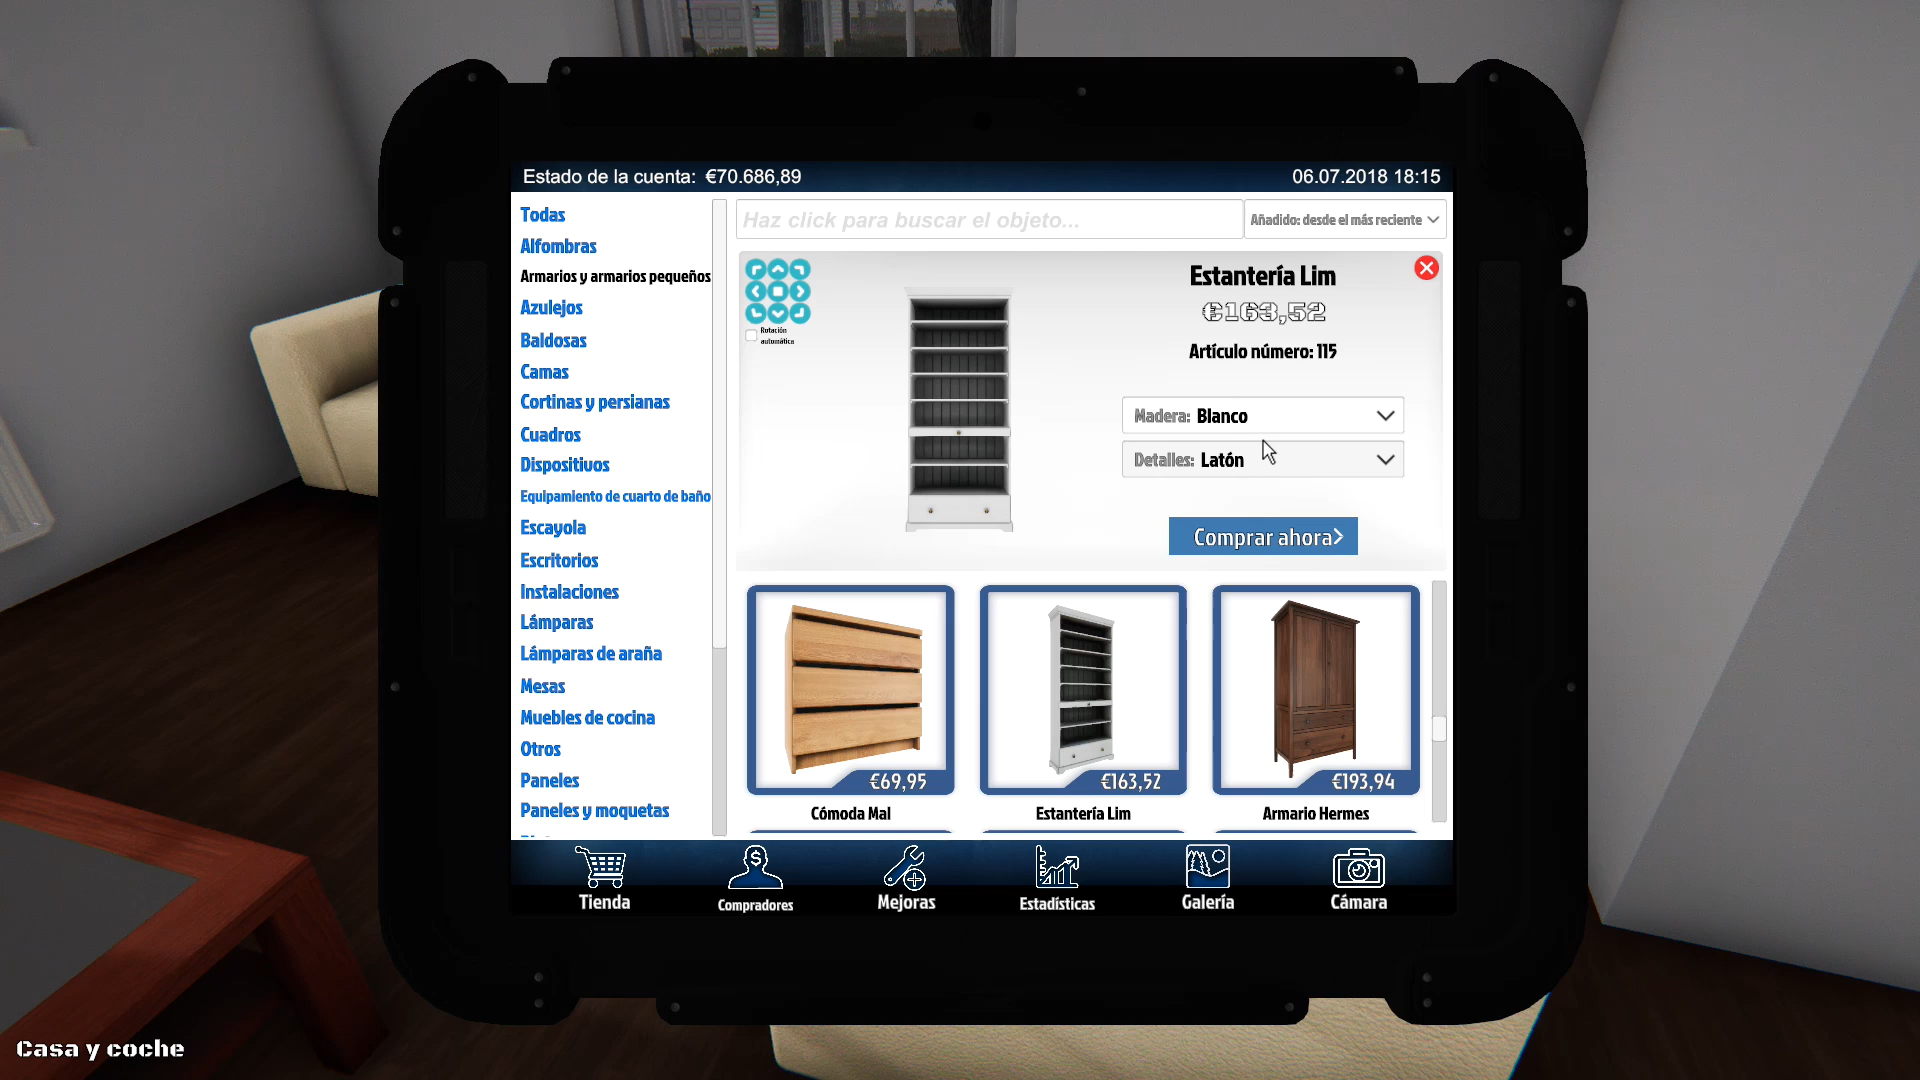 Estado de la cuenta: €70.686,89
06.07.2018 18:15
Todas
Alfombras
Armarios y armarios pequeños
Azulejos
Baldosas
Camas
Cortinas y persianas
Cuadros
Dispositivos
Equipamiento de cuarto de baño
Escayola
Escritorios
Instalaciones
Lámparas
Lámparas de araña
Mesas
Muebles de cocina
Otros
Paneles
Paneles y moquetas
Haz click para buscar el objeto...
Añadido: desde el más reciente
Rotación
automática
Estantería Lim
€163,52
Artículo número: 115
Madera: Blanco
Detalles: Latón
Comprar ahora
€69,95
Cómoda Mal
€163,52
Estantería Lim
€193,94
Armario Hermes
Tienda
Compradores
Mejoras
Estadísticas
Galería
Cámara
Casa y coche